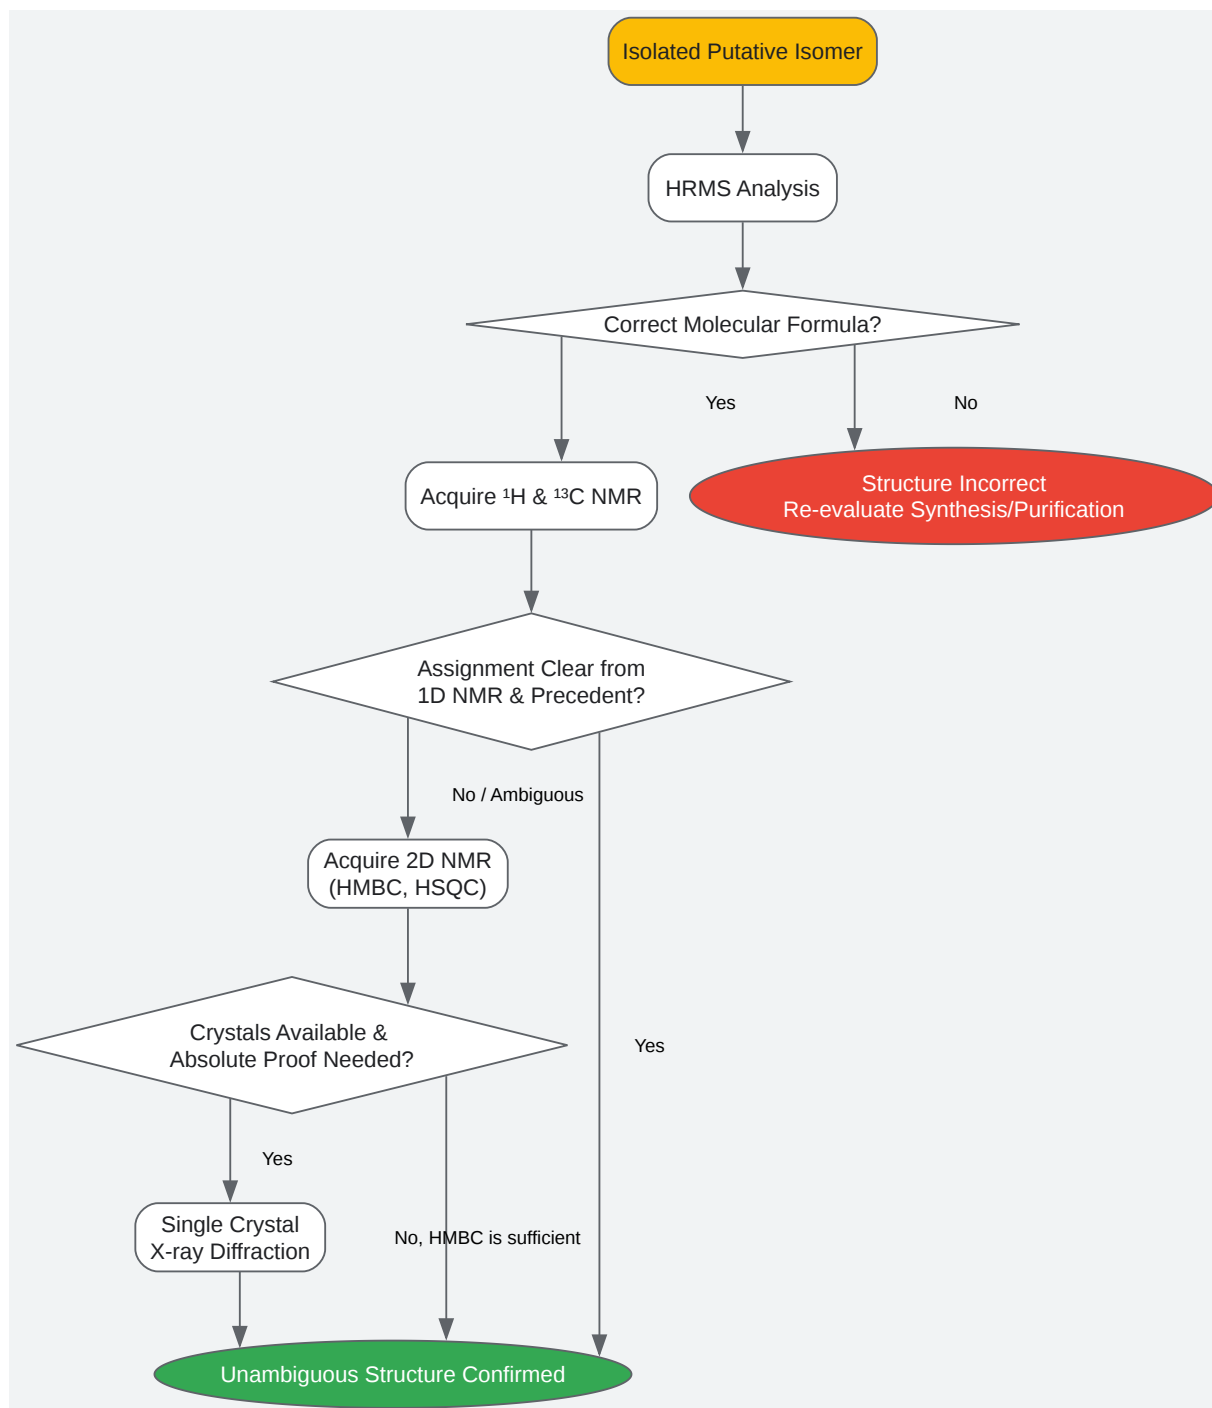 Isolated Putative Isomer
HRMS Analysis
Correct Molecular Formula?
Yes
No
Acquire ¹H & ¹³C NMR
Structure Incorrect
Re-evaluate Synthesis/Purification
Assignment Clear from
1D NMR & Precedent?
No / Ambiguous
Acquire 2D NMR
(HMBC, HSQC)
Crystals Available &
Absolute Proof Needed?
Yes
Yes
Single Crystal
X-ray Diffraction
No, HMBC is sufficient
Unambiguous Structure Confirmed